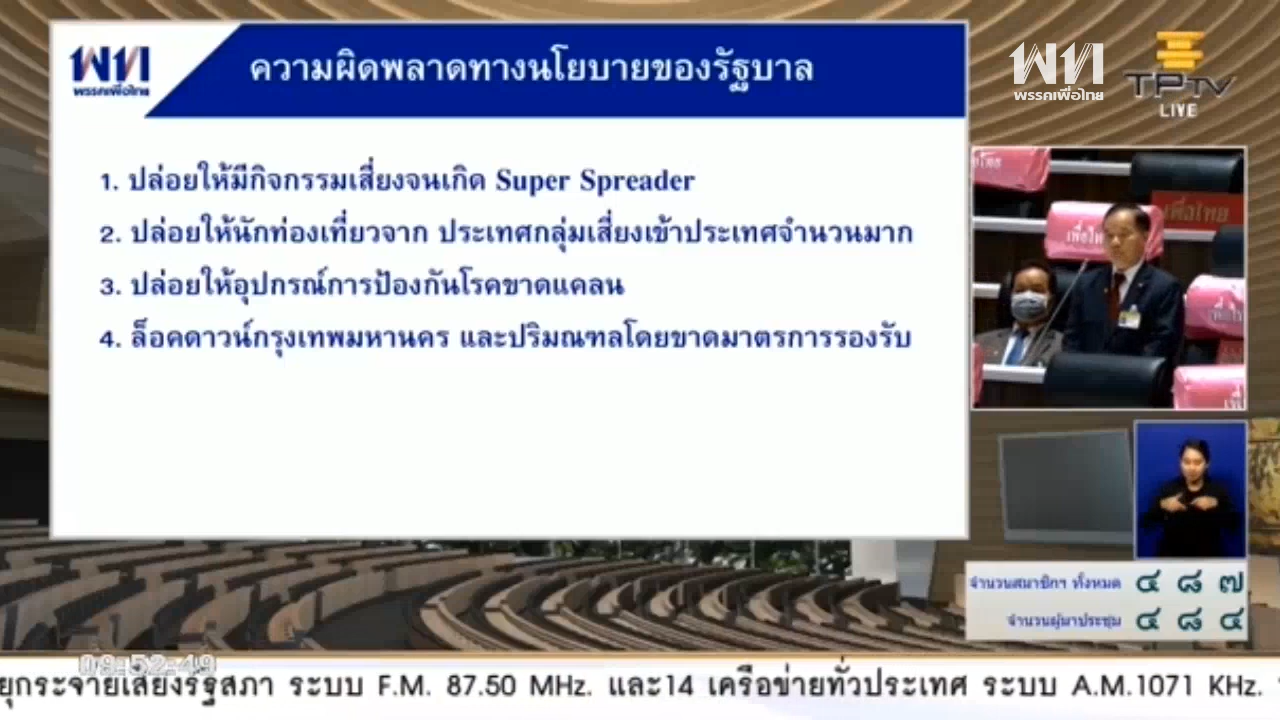 พท
พรรคเพื่อไทย
ความผิดพลาดทางนโยบายของรัฐบาล
พท
พรรคเพื่อไทย
TPTV
LIVE
1. ปล่อยให้มีกิจกรรมเสี่ยงจนเกิด Super Spreader
2. ปล่อยให้นักท่องเที่ยวจาก ประเทศกลุ่มเสี่ยงเข้าประเทศจำนวนมาก
3. ปล่อยให้อุปกรณ์การป้องกันโรคขาดแคลน
4. ล็อคดาวน์กรุงเทพมหานคร และปริมณฑลโดยขาดมาตรการรองรับ
เพื่อไทย
จำนวนสมาชิกฯ ทั้งหมด ๔ ๘ ๗
จำนวนผู้มาประชุม ๔ ๘ ๔
09:52:49
ยุกระจายเสียงรัฐสภา ระบบ F.M. 87.50 MHz. และ14 เครือข่ายทั่วประเทศ ระบบ A.M.1071 KHz.